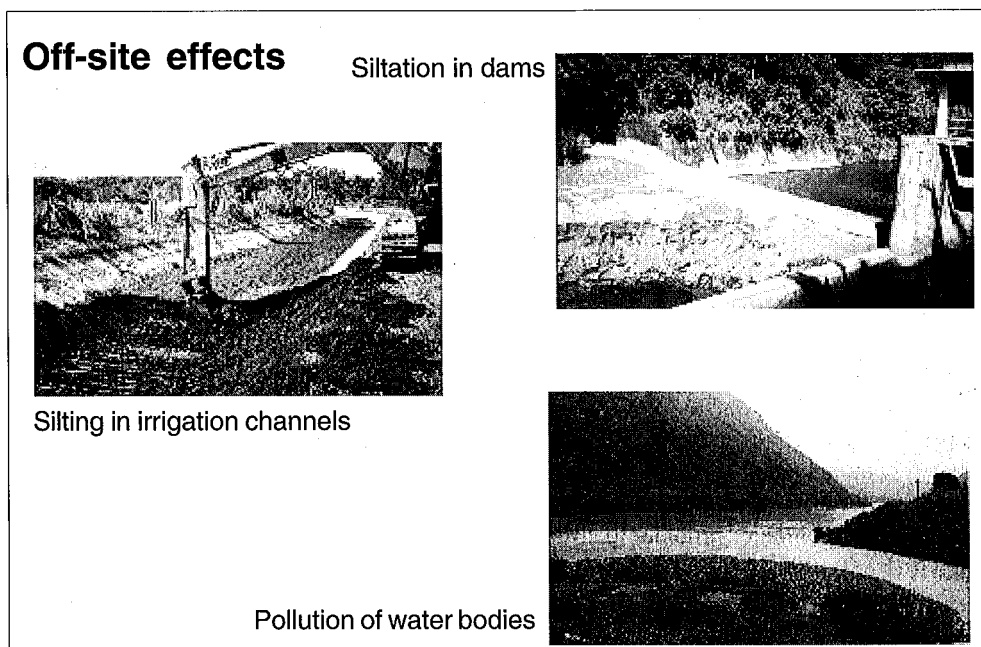 Off-site effects
Siltation in dams
Silting in irrigation channels
Pollution of water bodies